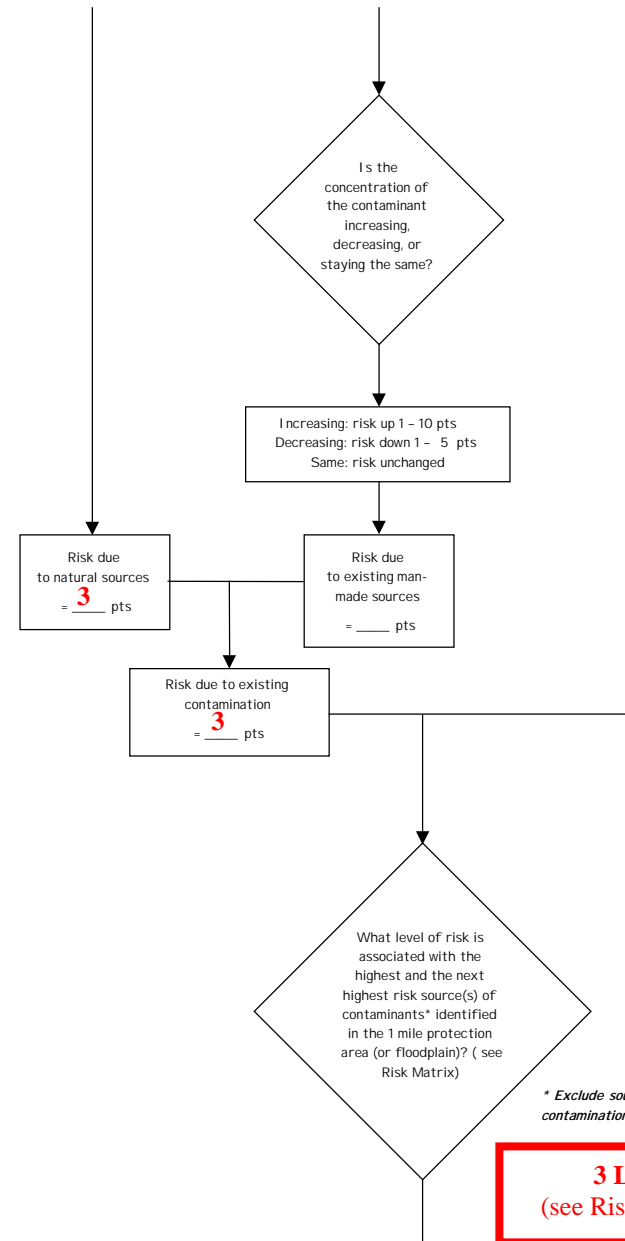 Is the
concentration of
the contaminant
increasing,
decreasing, or
staying the same?
Increasing: risk up 1 – 10 pts
Decreasing: risk down 1 – 5 pts
Same: risk unchanged
Risk due
to natural sources
= 3 pts
Risk due
to existing man-
made sources
= ____ pts
Risk due to existing
contamination
= 3 pts
What level of risk is
associated with the
highest and the next
highest risk source(s) of
contaminants* identified
in the 1 mile protection
area (or floodplain)? ( see
Risk Matrix)
* Exclude
contamination
3
(see